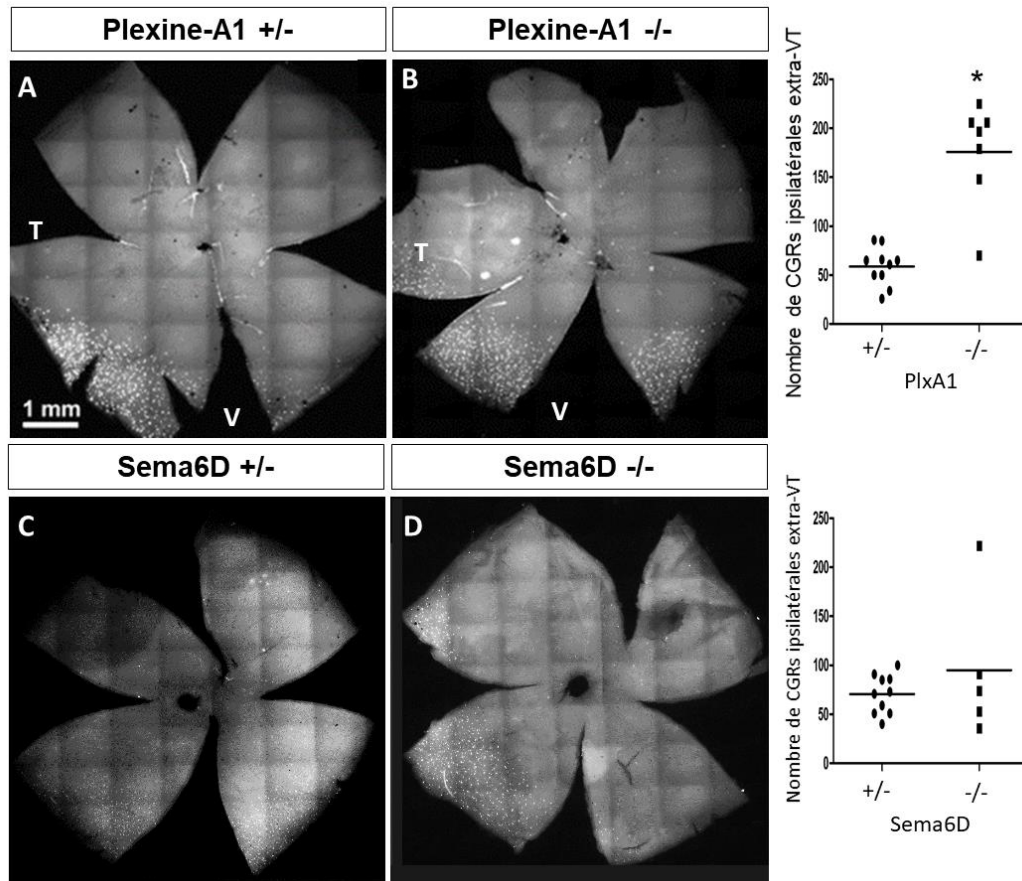 Plexine-A1 +/-
Plexine-A1 -/-
A
T
1 mm
V
B
T
V
Nombre de CGRs ipsilatérales extra-VT
250
200
150
100
50
0
*
+/-
-/-
PlxA1
Sema6D +/-
Sema6D -/-
C
D
Nombre de CGRs ipsilatérales extra-VT
250
200
150
100
50
0
+/-
-/-
Sema6D